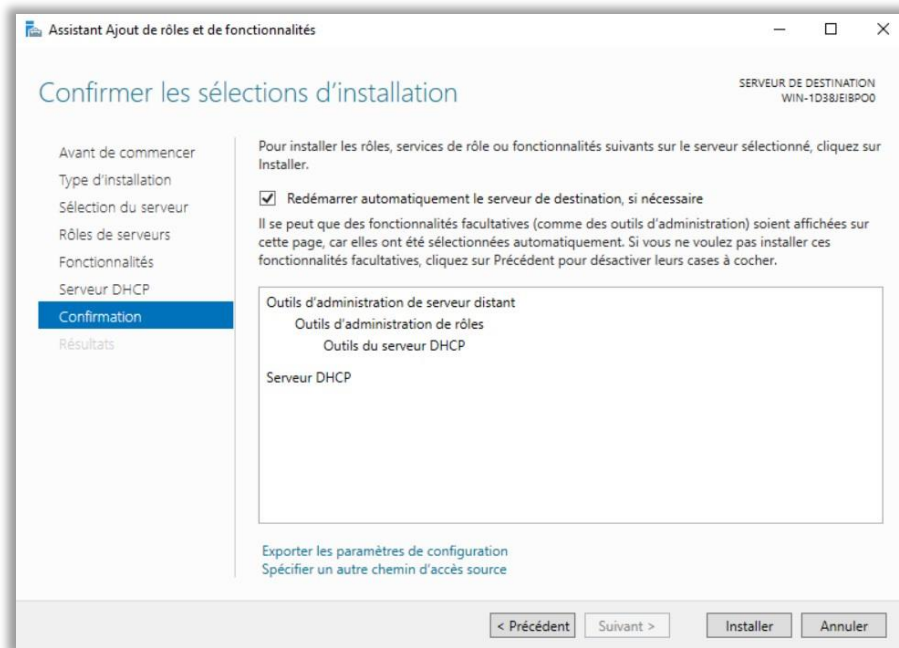 Assistant Ajout de rôles et de fonctionnalités
Confirmer les sélections d'installation
SERVEUR DE DESTINATION
WIN-1D38JEIBPO0
Avant de commencer
Type d'installation
Sélection du serveur
Rôles de serveurs
Fonctionnalités
Serveur DHCP
Confirmation
Résultats
Pour installer les rôles, services de rôle ou fonctionnalités suivants sur le serveur sélectionné, cliquez sur
Installer.
Redémarrer automatiquement le serveur de destination, si nécessaire
Il se peut que des fonctionnalités facultatives (comme des outils d'administration) soient affichées sur
cette page, car elles ont été sélectionnées automatiquement. Si vous ne voulez pas installer ces
fonctionnalités facultatives, cliquez sur Précédent pour désactiver leurs cases à cocher.
Outils d'administration de serveur distant
Outils d'administration de rôles
Outils du serveur DHCP
Serveur DHCP
Exporter les paramètres de configuration
Spécifier un autre chemin d'accès source
< Précédent
Suivant >
Installer
Annuler